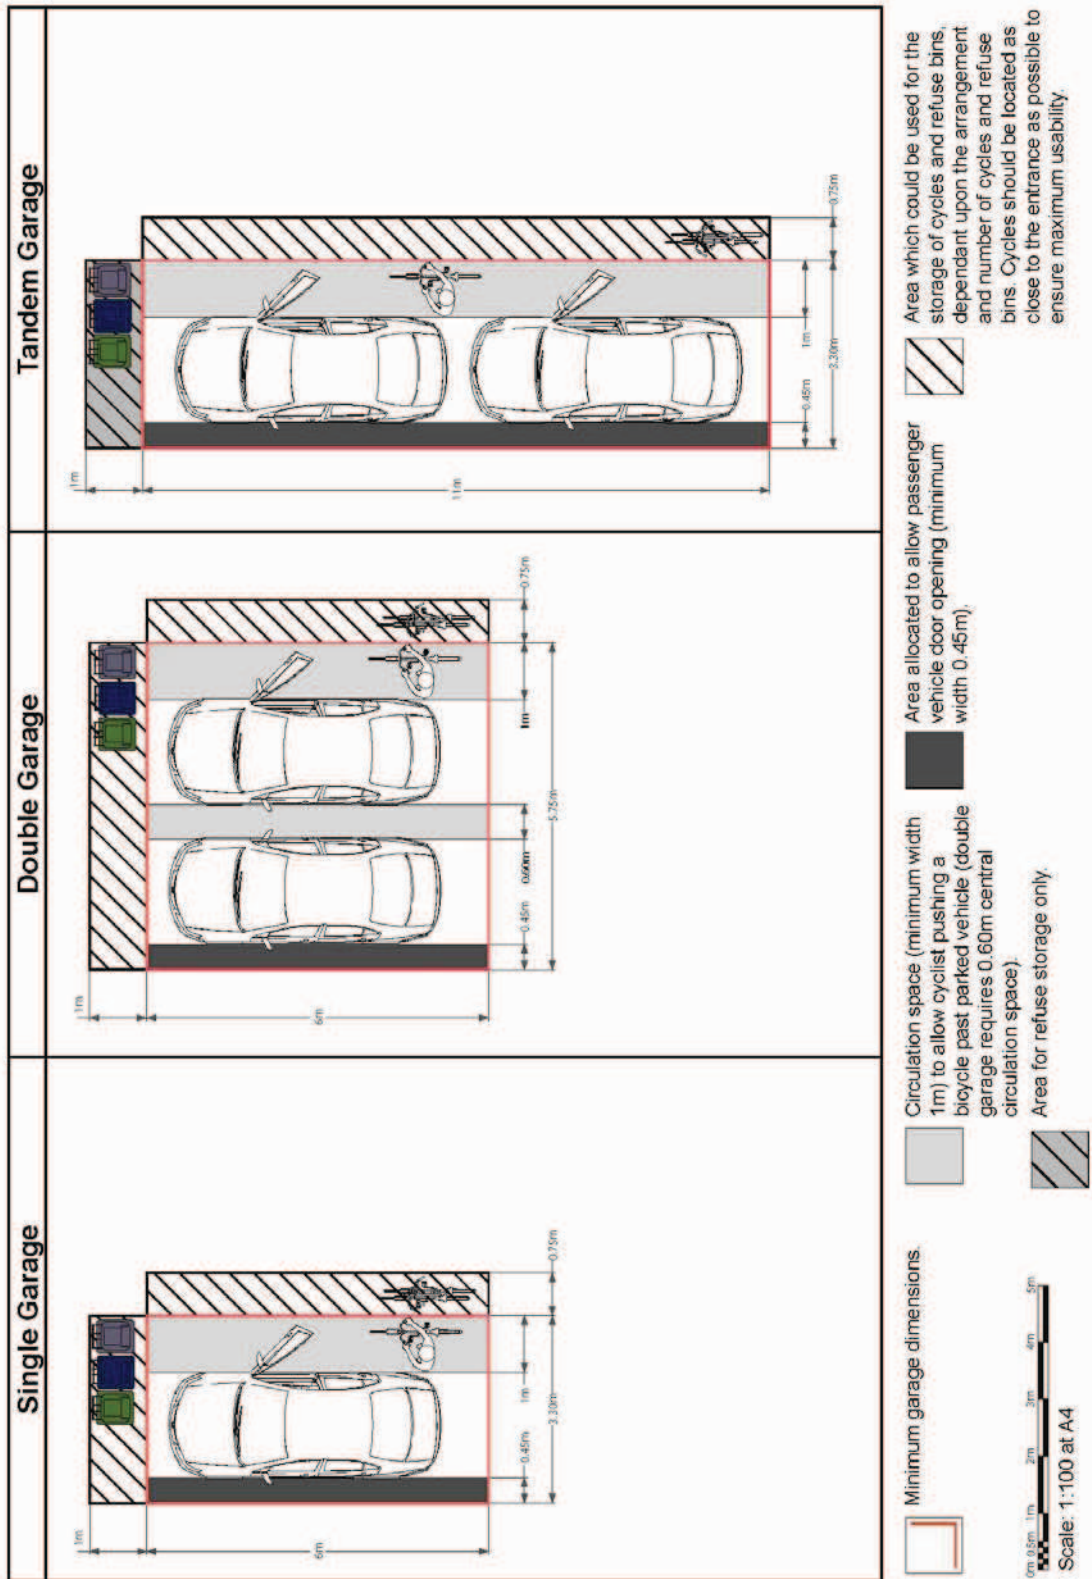 Single Garage
1m
6m
0.45m
1m
3.30m
0.75m
Double Garage
1m
6m
0.45m
0.60m
1m
5.75m
0.75m
Tandem Garage
1m
11m
0.45m
1m
3.30m
0.75m
Minimum garage dimensions.
0m 0.5m 1m 2m 3m 4m 5m
Scale: 1:100 at A4
Circulation space (minimum width
1m) to allow cyclist pushing a
bicycle past parked vehicle (double
garage requires 0.60m central
circulation space).
Area for refuse storage only.
Area allocated to allow passenger
vehicle door opening (minimum
width 0.45m).
Area which could be used for the
storage of cycles and refuse bins,
dependant upon the arrangement
and number of cycles and refuse
bins. Cycles should be located as
close to the entrance as possible to
ensure maximum usability.